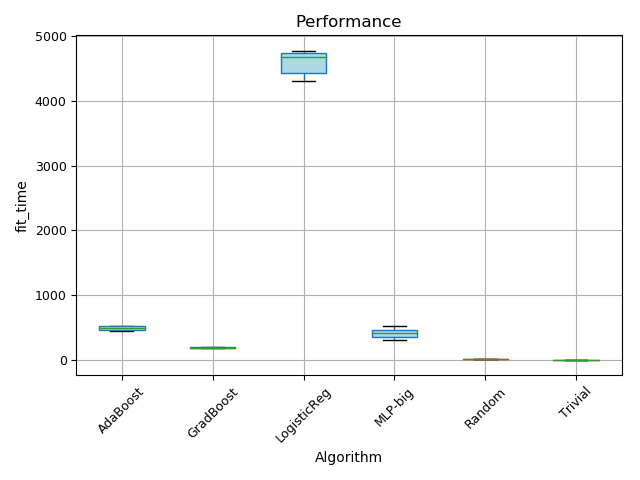 Performance
5000
4000
3000
2000
1000
0
fit_time
AdaBoost
GradBoost
LogisticReg
MLP-big
Random
Trivial
Algorithm